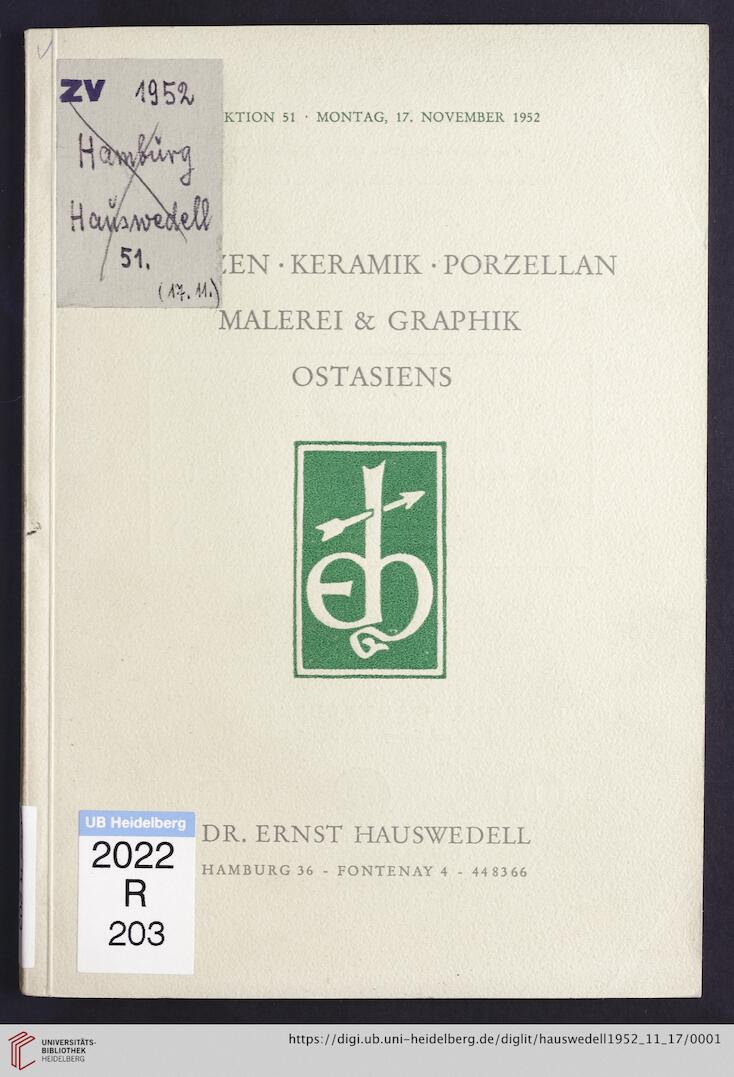 ZV 1952
Hamburg
Hauswedell
51.
(17. 11.)
KTION 51 · MONTAG, 17. NOVEMBER 1952
ZEN · KERAMIK · PORZELLAN
MALEREI & GRAPHIK
OSTASIENS
DR. ERNST HAUSWEDELL
HAMBURG 36 - FONTENAY 4 - 448366
UB Heidelberg
2022
R
203
UNIVERSITÄTS-
BIBLIOTHEK
HEIDELBERG
https://digi.ub.uni-heidelberg.de/diglit/hauswedell1952_11_17/0001